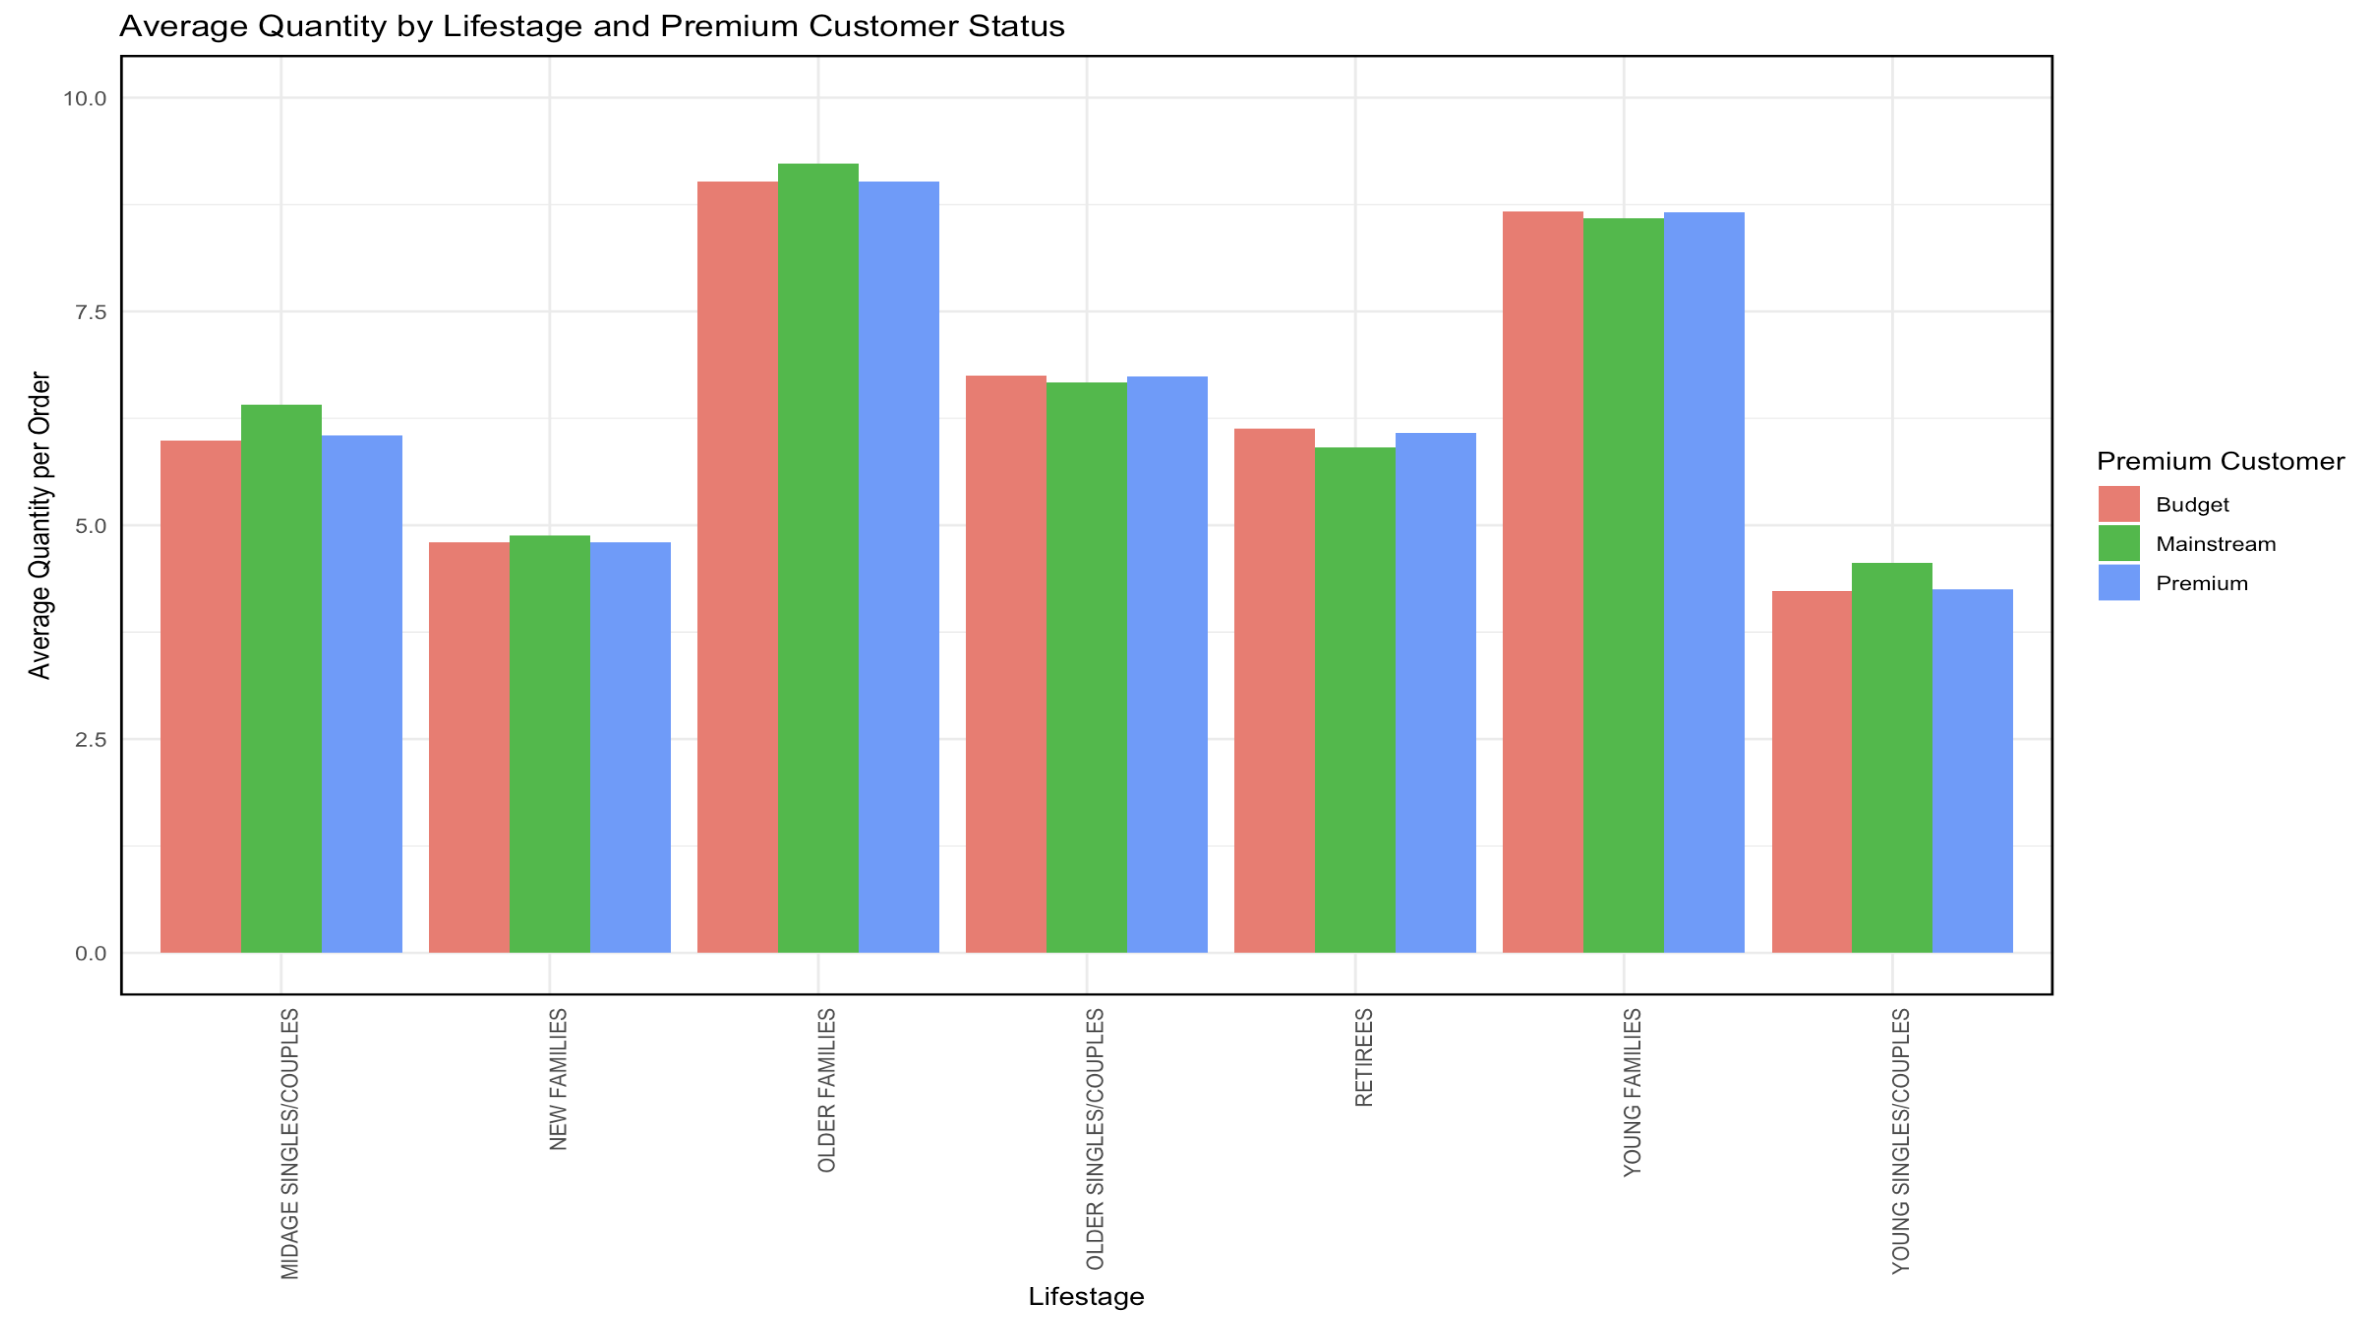 Average Quantity by Lifestage and Premium Customer Status
Average Quantity per Order
10.0
7.5
5.0
2.5
0.0
MIDAGE SINGLES/COUPLES
NEW FAMILIES
OLDER FAMILIES
OLDER SINGLES/COUPLES
RETIREES
YOUNG FAMILIES
YOUNG SINGLES/COUPLES
Lifestage
Premium Customer
Budget
Mainstream
Premium